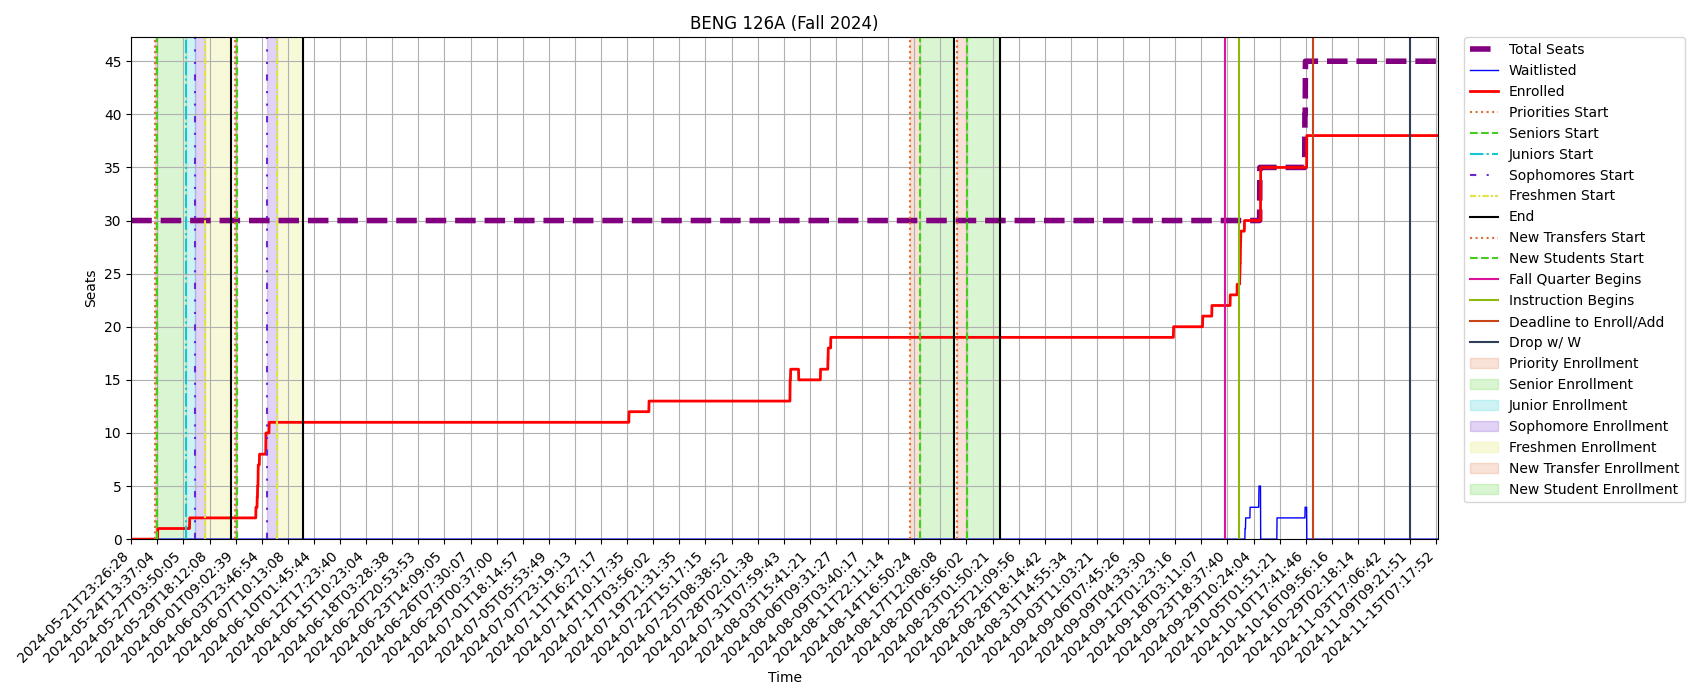 BENG 126A (Fall 2024)
Seats
45
40
35
30
25
20
15
10
5
0
2024-05-21T23:26:28
2024-05-24T13:37:04
2024-05-27T03:50:05
2024-05-29T18:12:08
2024-06-01T09:02:39
2024-06-03T23:46:54
2024-06-07T10:13:08
2024-06-10T01:45:44
2024-06-12T17:23:40
2024-06-15T10:23:04
2024-06-18T03:28:38
2024-06-20T20:53:53
2024-06-23T14:09:05
2024-06-26T07:30:07
2024-06-29T00:37:00
2024-07-01T18:14:57
2024-07-05T05:53:49
2024-07-07T23:19:13
2024-07-11T16:27:17
2024-07-14T10:17:35
2024-07-17T03:56:02
2024-07-19T21:31:35
2024-07-22T15:17:15
2024-07-25T08:38:52
2024-07-28T02:01:38
2024-07-31T07:59:43
2024-08-03T15:41:21
2024-08-06T09:31:27
2024-08-09T03:40:17
2024-08-11T22:11:14
2024-08-14T16:50:24
2024-08-17T12:08:08
2024-08-20T06:56:02
2024-08-23T01:50:21
2024-08-25T21:09:56
2024-08-28T18:14:42
2024-08-31T14:55:34
2024-09-03T11:03:21
2024-09-06T07:45:26
2024-09-09T04:33:30
2024-09-12T01:23:16
2024-09-18T03:11:07
2024-09-23T18:37:40
2024-09-29T10:24:04
2024-10-05T01:51:21
2024-10-10T17:41:46
2024-10-16T09:56:16
2024-10-29T02:18:14
2024-11-03T17:06:42
2024-11-09T09:21:51
2024-11-15T07:17:52
Time
Total Seats
Waitlisted
Enrolled
Priorities Start
Seniors Start
Juniors Start
Sophomores Start
Freshmen Start
End
New Transfers Start
New Students Start
Fall Quarter Begins
Instruction Begins
Deadline to Enroll/Add
Drop w/ W
Priority Enrollment
Senior Enrollment
Junior Enrollment
Sophomore Enrollment
Freshmen Enrollment
New Transfer Enrollment
New Student Enrollment